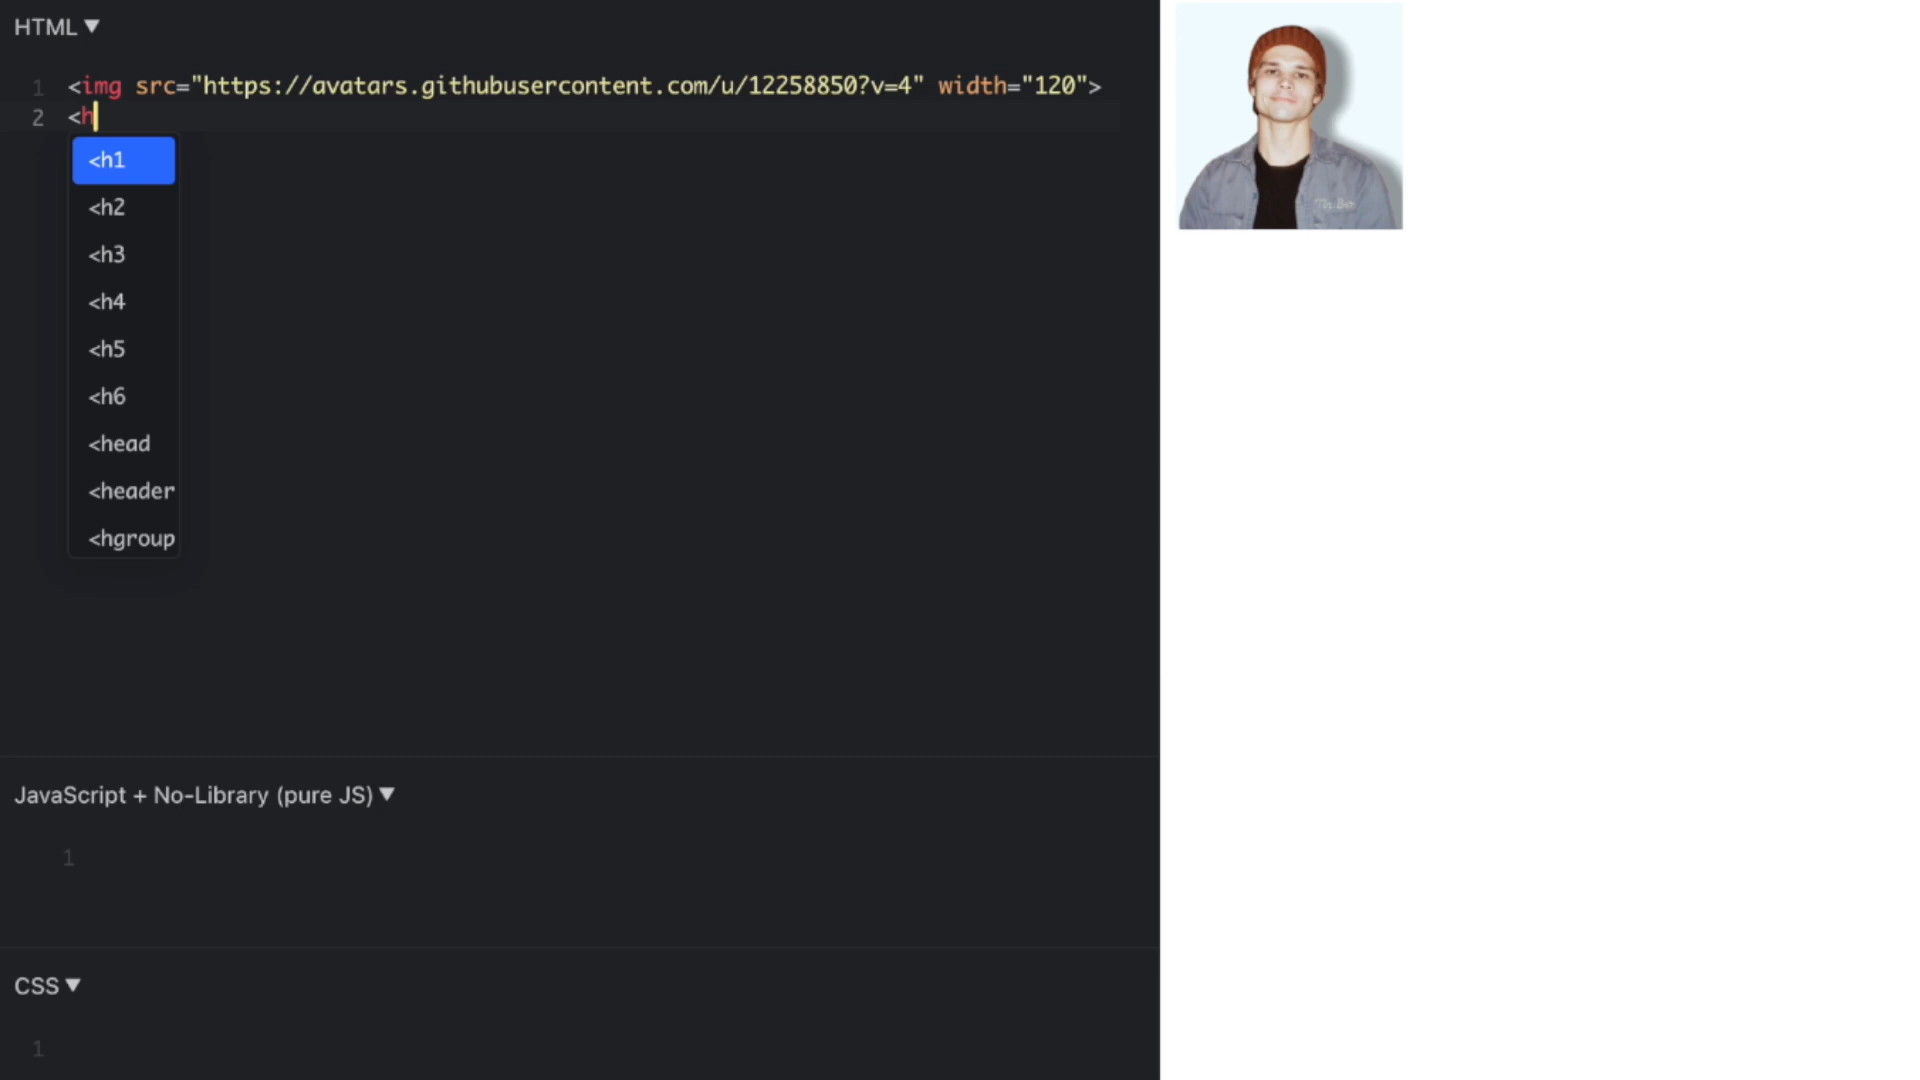 HTML ▼
1 <img src="https://avatars.githubusercontent.com/u/12258850?v=4" width="120">
2 <h
<h1
<h2
<h3
<h4
<h5
<h6
<head
<header
<hgroup
JavaScript + No-Library (pure JS) ▼
1
CSS ▼
1